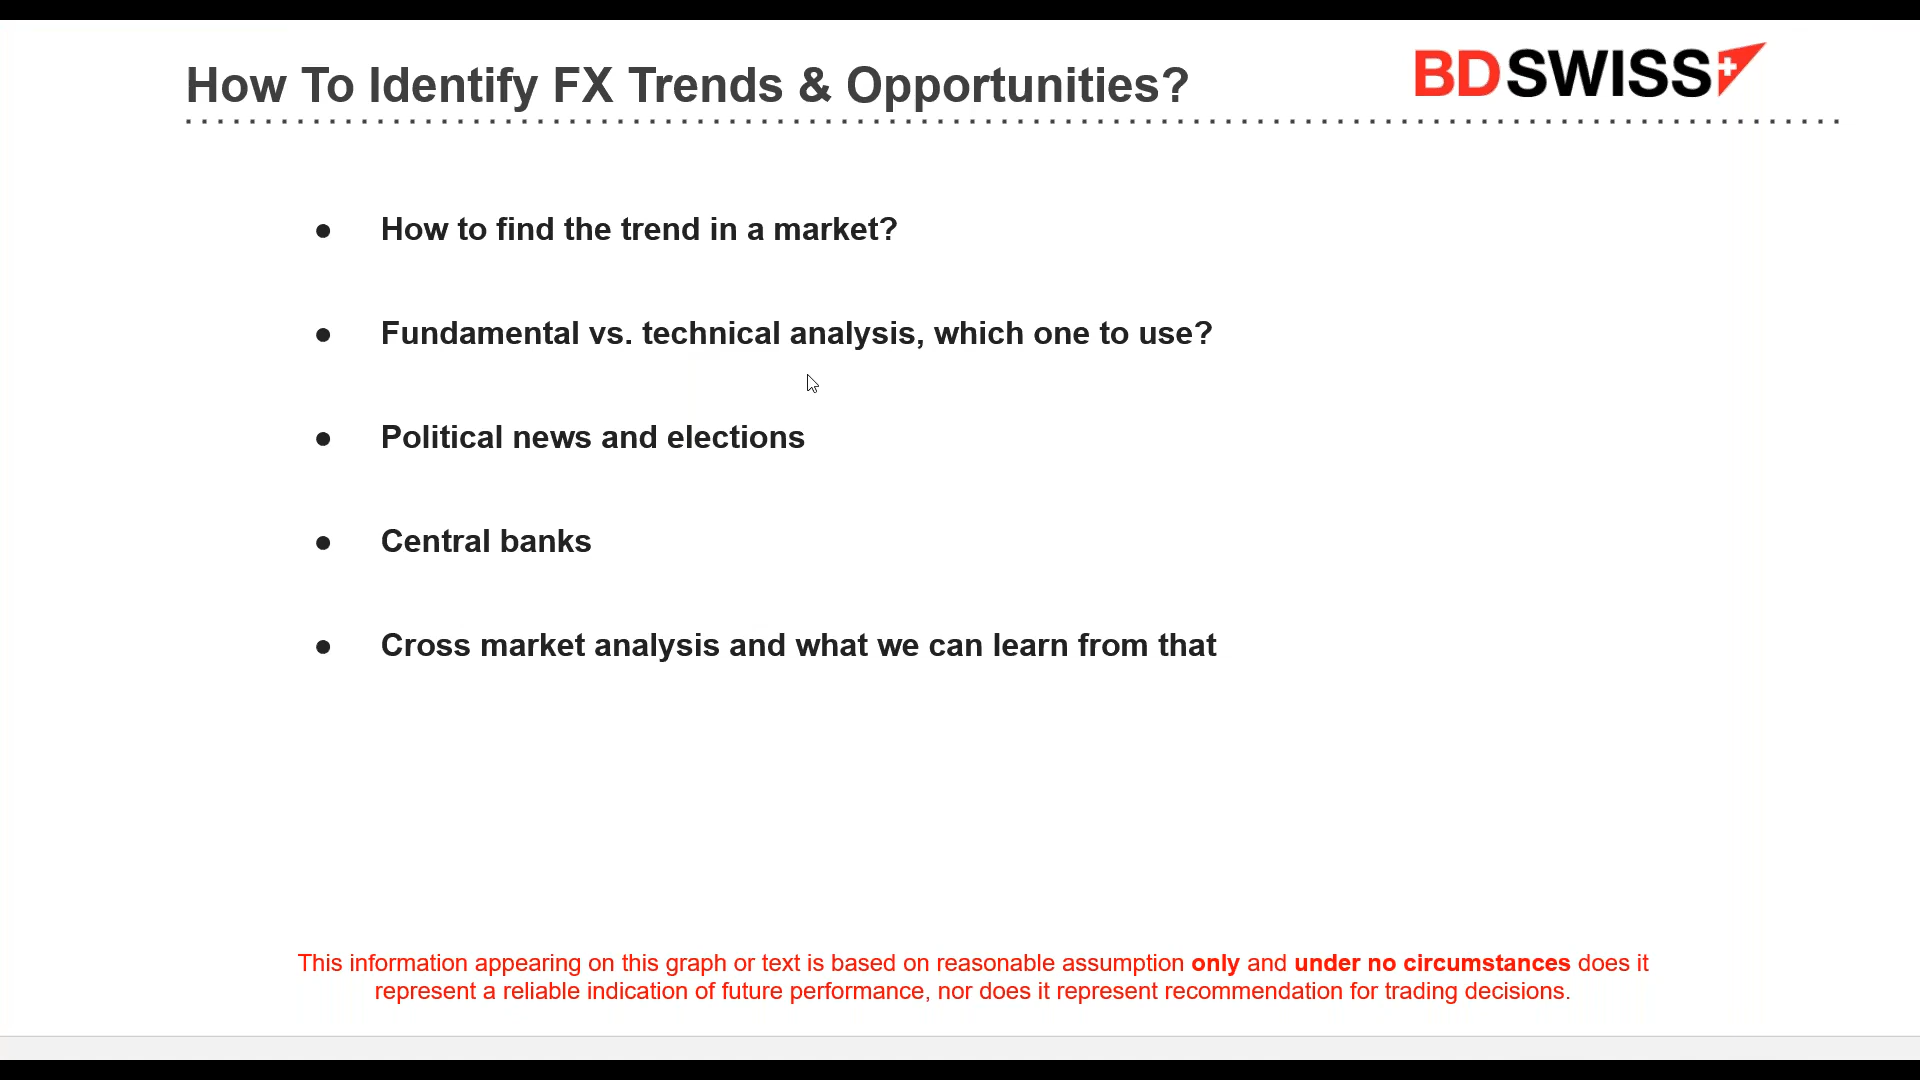 How To Identify FX Trends & Opportunities?
BDSWISS
● How to find the trend in a market?
● Fundamental vs. technical analysis, which one to use?
● Political news and elections
● Central banks
● Cross market analysis and what we can learn from that
This information appearing on this graph or text is based on reasonable assumption only and under no circumstances does it
represent a reliable indication of future performance, nor does it represent recommendation for trading decisions.